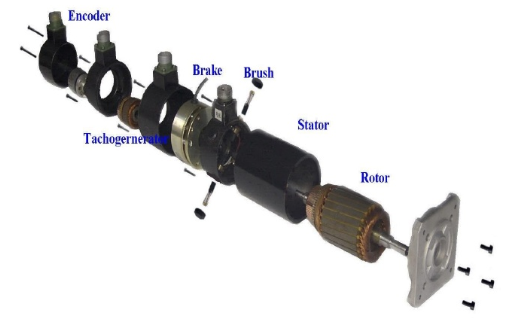 Encoder
Brake
Brush
Tachogernerator
Stator
Rotor